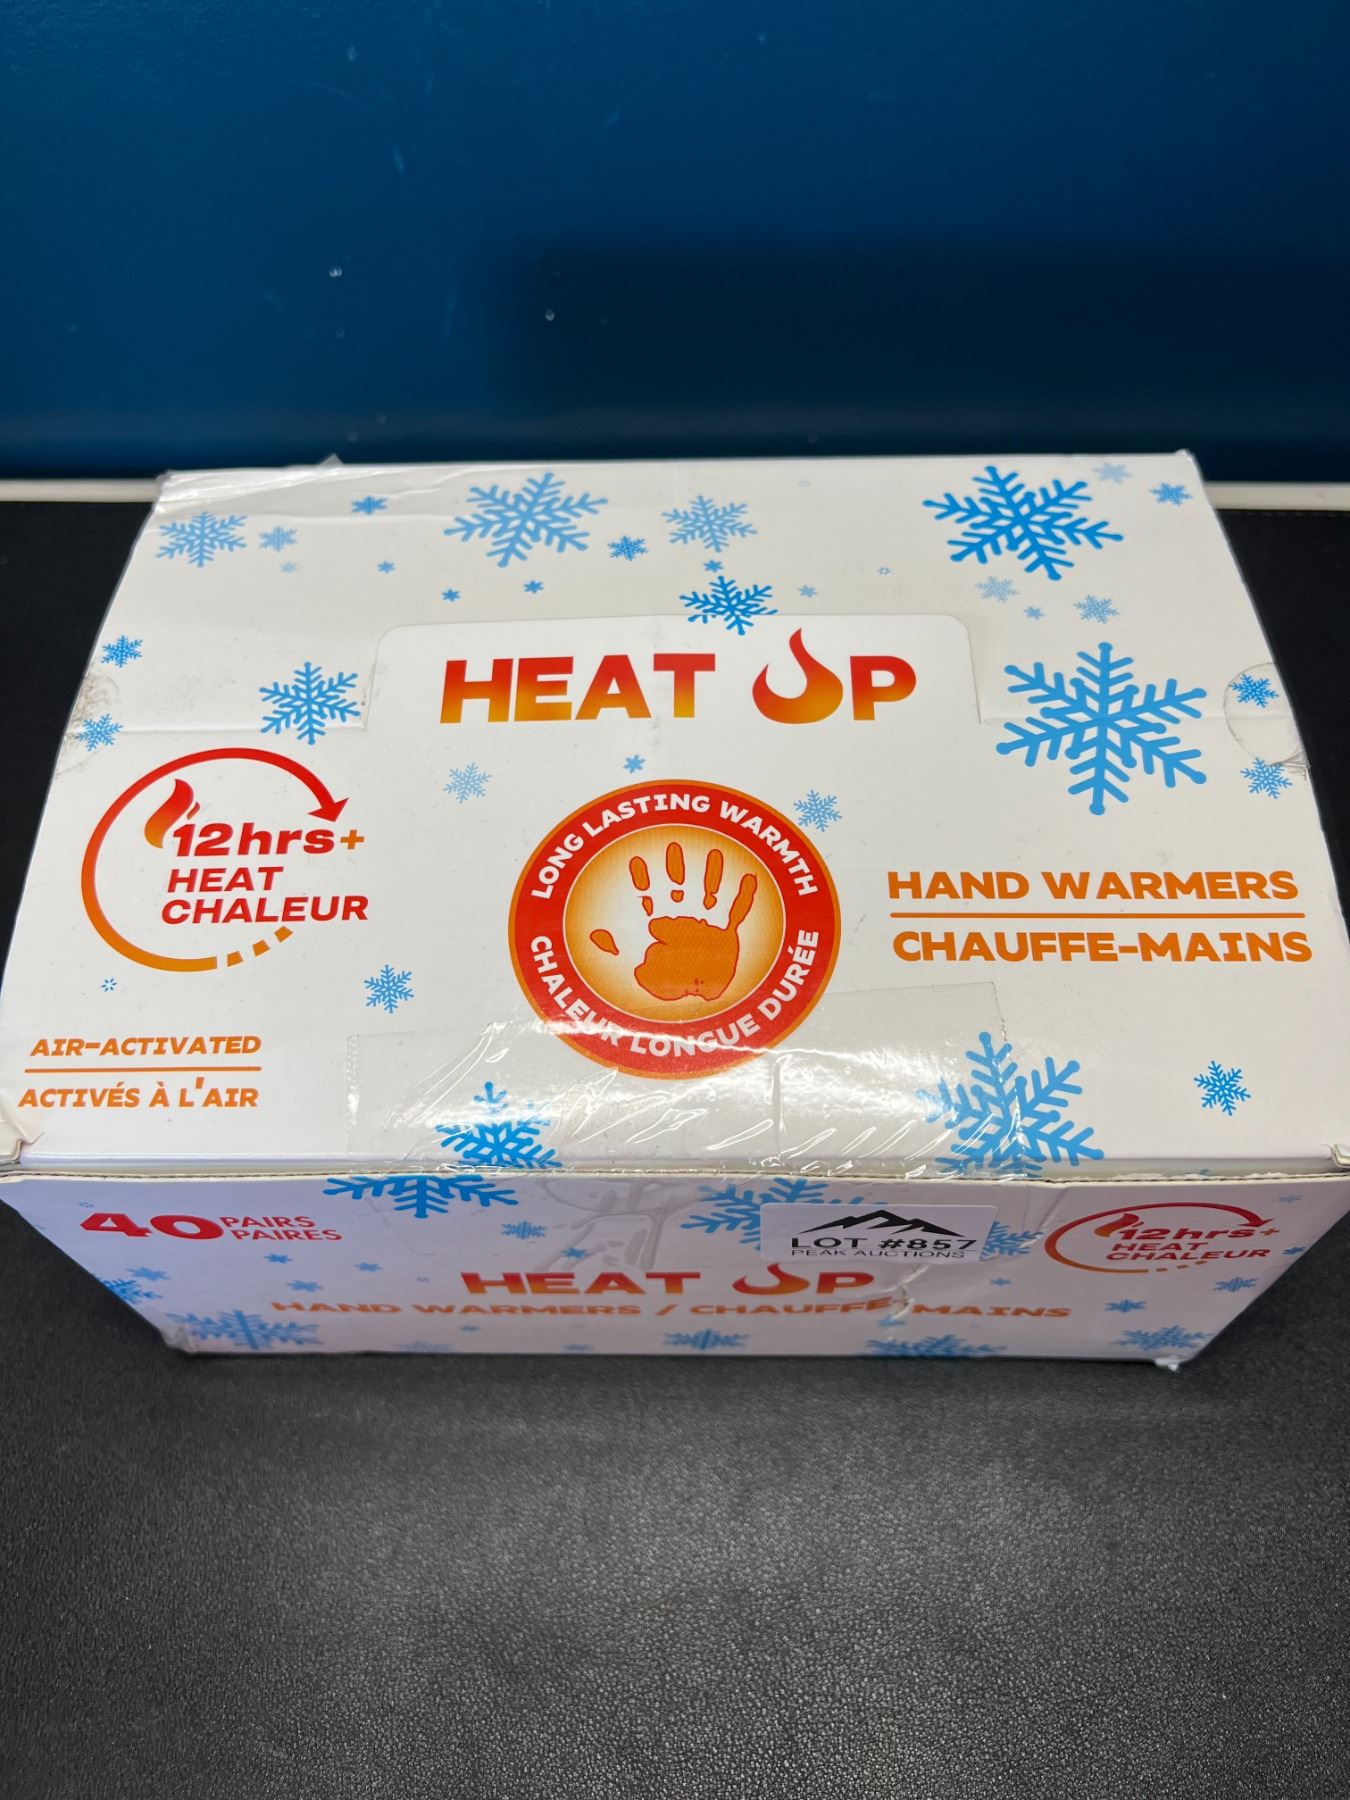 HEAT UP
12hrs+
HEAT
CHALEUR
LONG LASTING WARMTH
CHALEUR LONGUE DURÉE
HAND WARMERS
CHAUFFE-MAINS
AIR-ACTIVATED
ACTIVÉS À L'AIR
40 PAIRS
PAIRES
LOT #857
PEAK AUCTIONS
12hrs+
HEAT
CHALEUR
HEAT UP
HAND WARMERS / CHAUFFE-MAINS